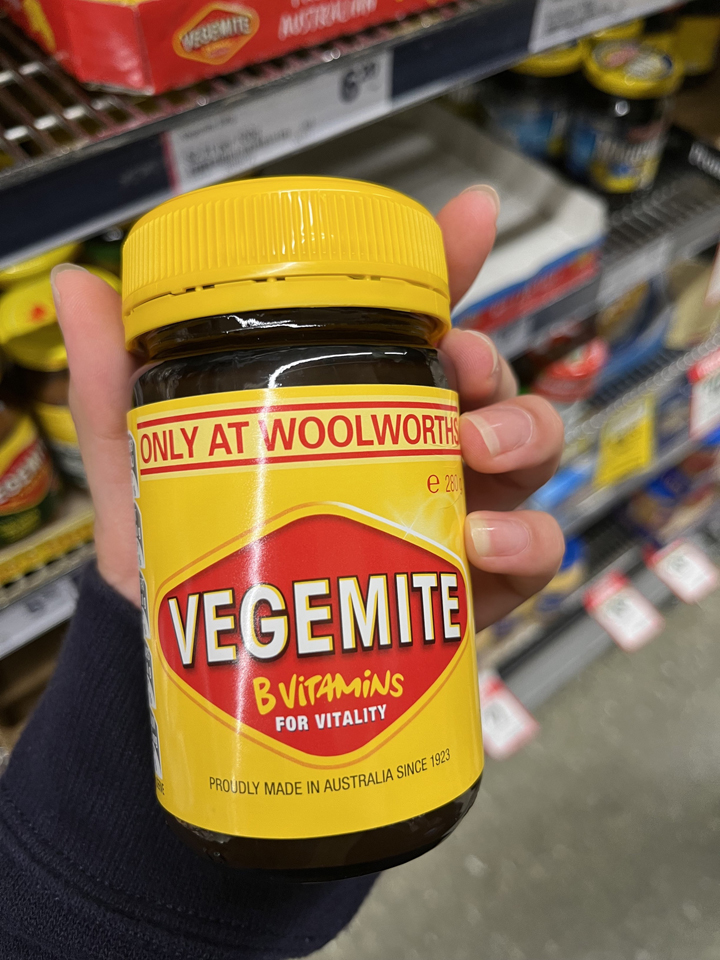 VEGEMITE
ONLY AT WOOLWORTHS
e 280
VEGEMITE
B VITAMINS
FOR VITALITY
PROUDLY MADE IN AUSTRALIA SINCE 1923